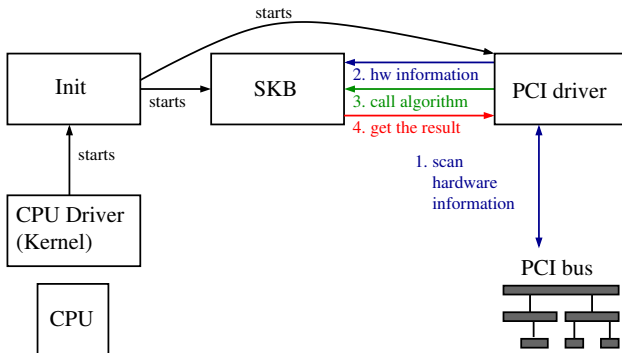 starts
Init
starts
SKB
2. hw information
3. call algorithm
4. get the result
PCI driver
starts
1. scan
hardware
information
CPU Driver
(Kernel)
PCI bus
CPU